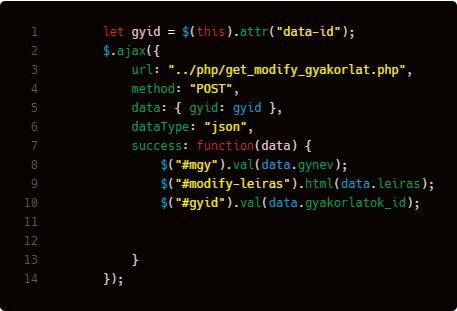 1 let gyid = $(this).attr("data-id");
2 $.ajax({
3 url: "../php/get_modify_gyakorlat.php",
4 method: "POST",
5 data: { gyid: gyid },
6 dataType: "json",
7 success: function(data) {
8 $("#mgy").val(data.gynev);
9 $("#modify-leiras").html(data.leiras);
10 $("#gyid").val(data.gyakorlatok_id);
11
12
13 }
14 });